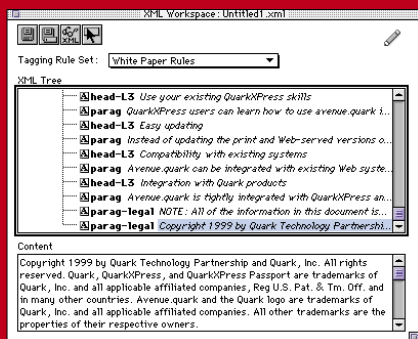 XML Workspace: Untitled1.xml
XML
Tagging Rule Set: White Paper Rules
XML Tree
A head-L3 Use your existing QuarkXPress skills
A parag QuarkXPress users can learn how to use avenue.quark i...
A head-L3 Easy updating
A parag Instead of updating the print and Web-served versions o...
A head-L3 Compatibility with existing systems
A parag Avenue.quark can be integrated with existing Web syste...
A head-L3 Integration with Quark products
A parag Avenue.quark is tightly integrated with QuarkXPress an...
A parag-legal NOTE: All of the information in this document is...
A parag-legal Copyright 1999 by Quark Technology Partnershi...
Content
Copyright 1999 by Quark Technology Partnership and Quark, Inc. All rights
reserved. Quark, QuarkXPress, and QuarkXPress Passport are trademarks of
Quark, Inc. and all applicable affiliated companies, Reg U.S. Pat. & Tm. Off. and
in many other countries. Avenue.quark and the Quark logo are trademarks of
Quark, Inc. and all applicable affiliated companies. All other trademarks are the
properties of their respective owners.